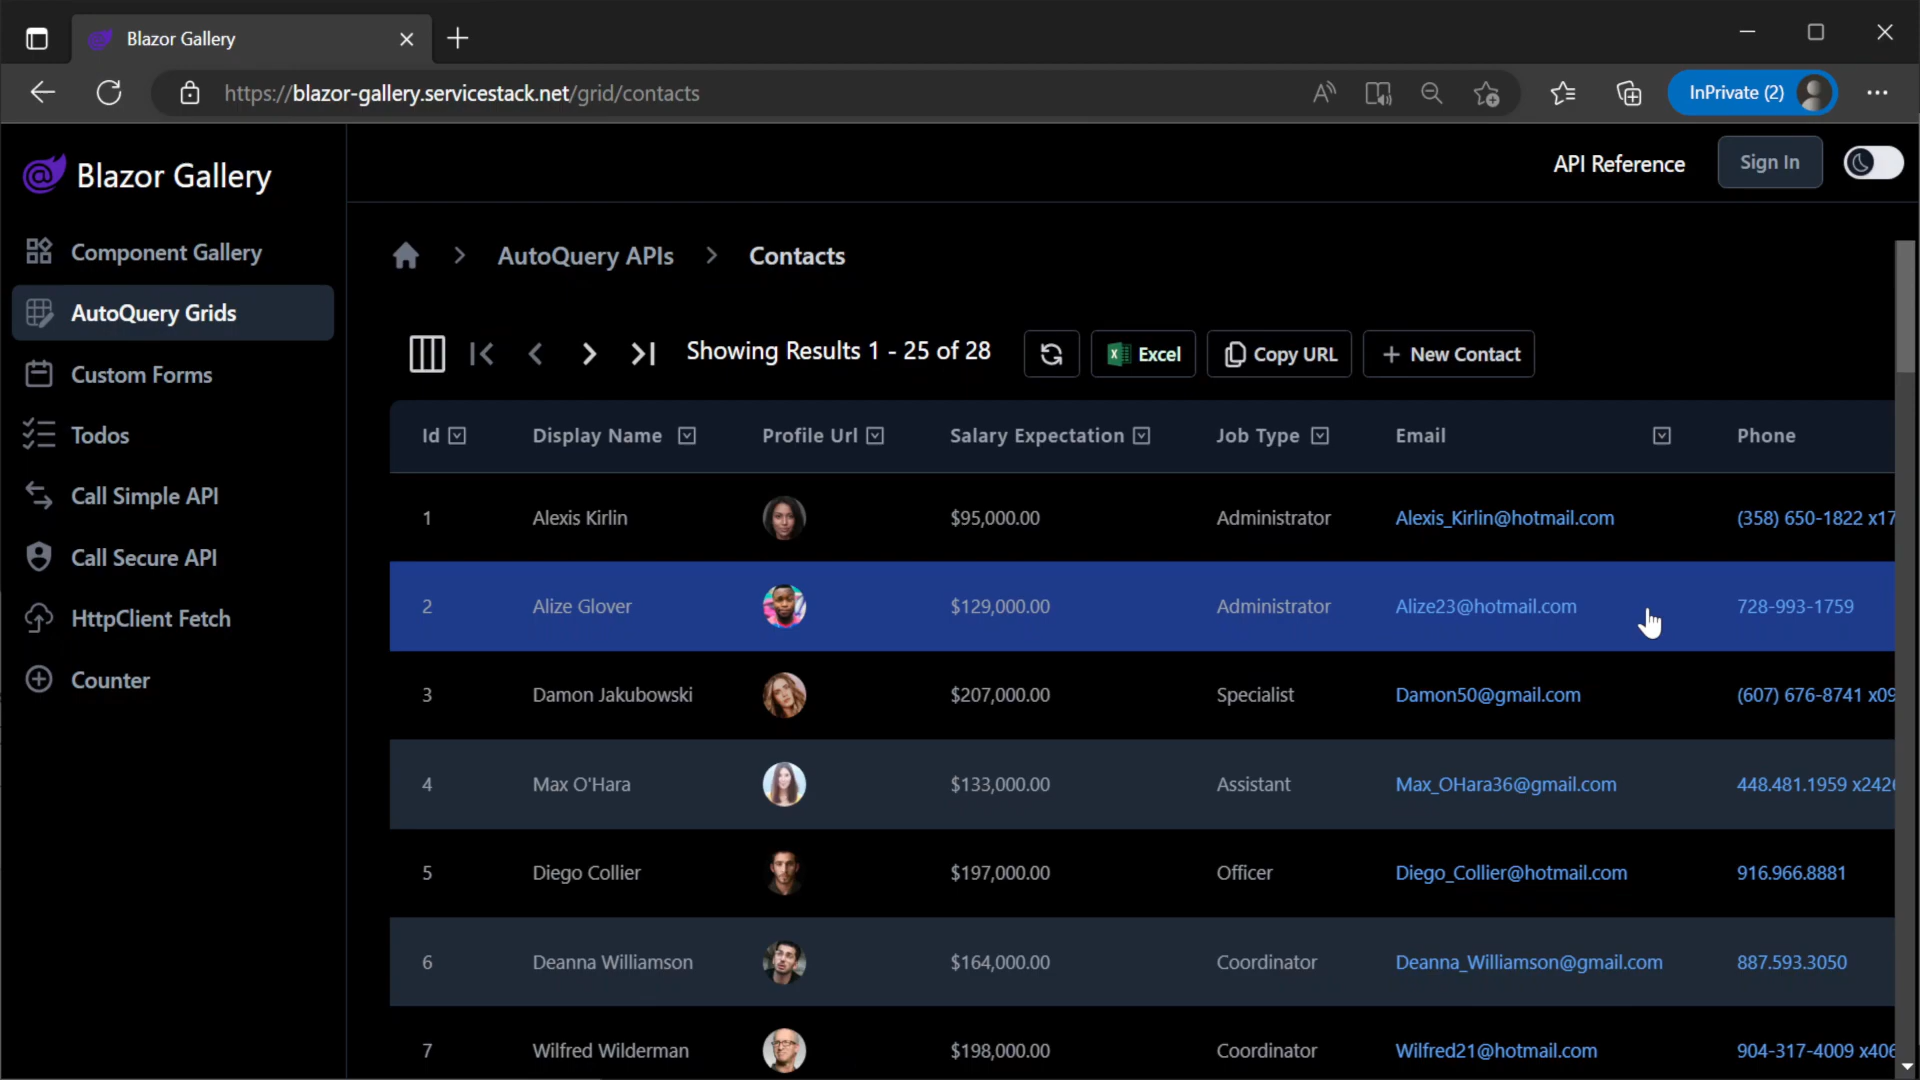 Blazor Gallery
https://blazor-gallery.servicestack.net/grid/contacts
InPrivate (2)
Blazor Gallery
API Reference
Sign In
Component Gallery
AutoQuery Grids
Custom Forms
Todos
Call Simple API
Call Secure API
HttpClient Fetch
Counter
AutoQuery APIs
Contacts
Showing Results 1 - 25 of 28
Excel
Copy URL
New Contact
Id Display Name Profile Url Salary Expectation Job Type Email Phone
1 Alexis Kirlin $95,000.00 Administrator Alexis_Kirlin@hotmail.com (358) 650-1822 x17
2 Alize Glover $129,000.00 Administrator Alize23@hotmail.com 728-993-1759
3 Damon Jakubowski $207,000.00 Specialist Damon50@gmail.com (607) 676-8741 x09
4 Max O'Hara $133,000.00 Assistant Max_OHara36@gmail.com 448.481.1959 x242
5 Diego Collier $197,000.00 Officer Diego_Collier@hotmail.com 916.966.8881
6 Deanna Williamson $164,000.00 Coordinator Deanna_Williamson@gmail.com 887.593.3050
7 Wilfred Wilderman $198,000.00 Coordinator Wilfred21@hotmail.com 904-317-4009 x40